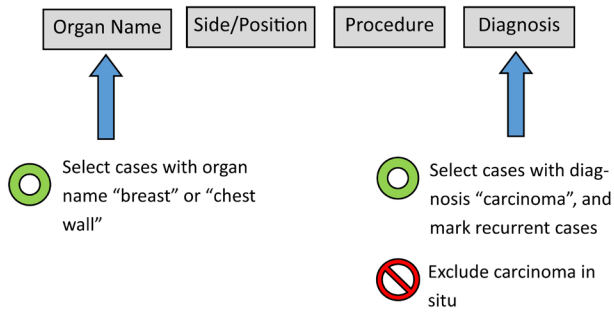 Organ Name
Side/Position
Procedure
Diagnosis
Select cases with organ
name “breast” or “chest
wall”
Select cases with diag-
nosis “carcinoma”, and
mark recurrent cases
Exclude carcinoma in
situ